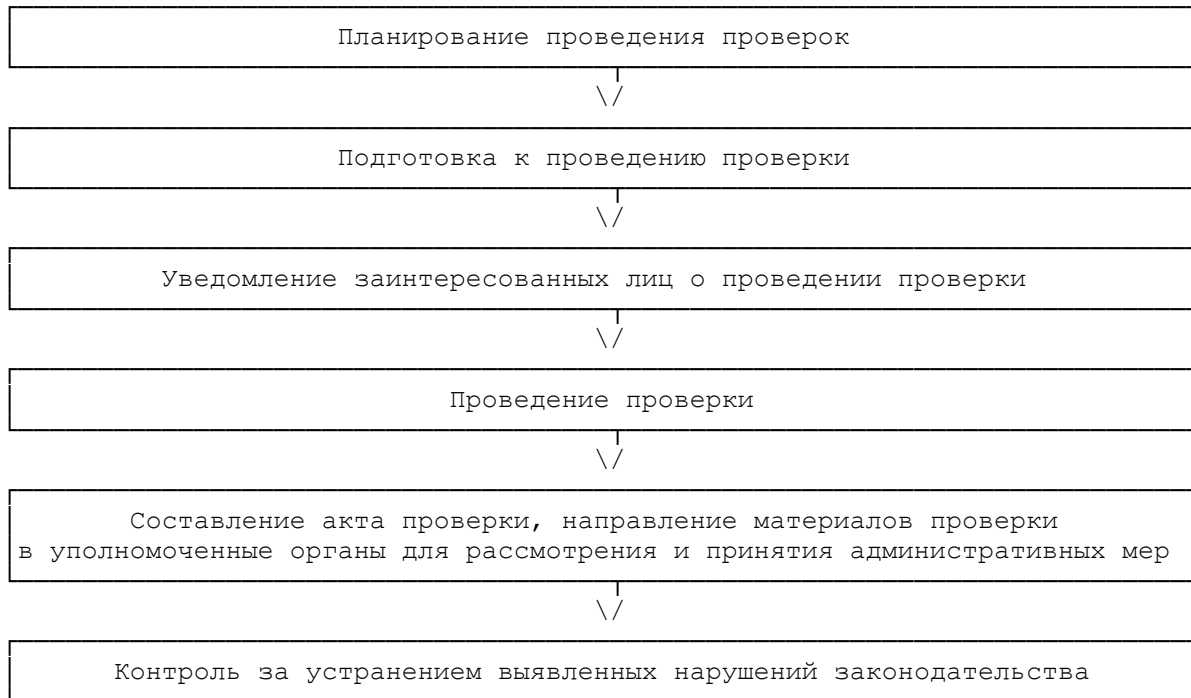 Планирование проведения проверок
\/
Подготовка к проведению проверки
\/
Уведомление заинтересованных лиц о проведении проверки
\/
Проведение проверки
\/
Составление акта проверки, направление материалов проверки
в уполномоченные органы для рассмотрения и принятия административных мер
\/
Контроль за устранением выявленных нарушений законодательства